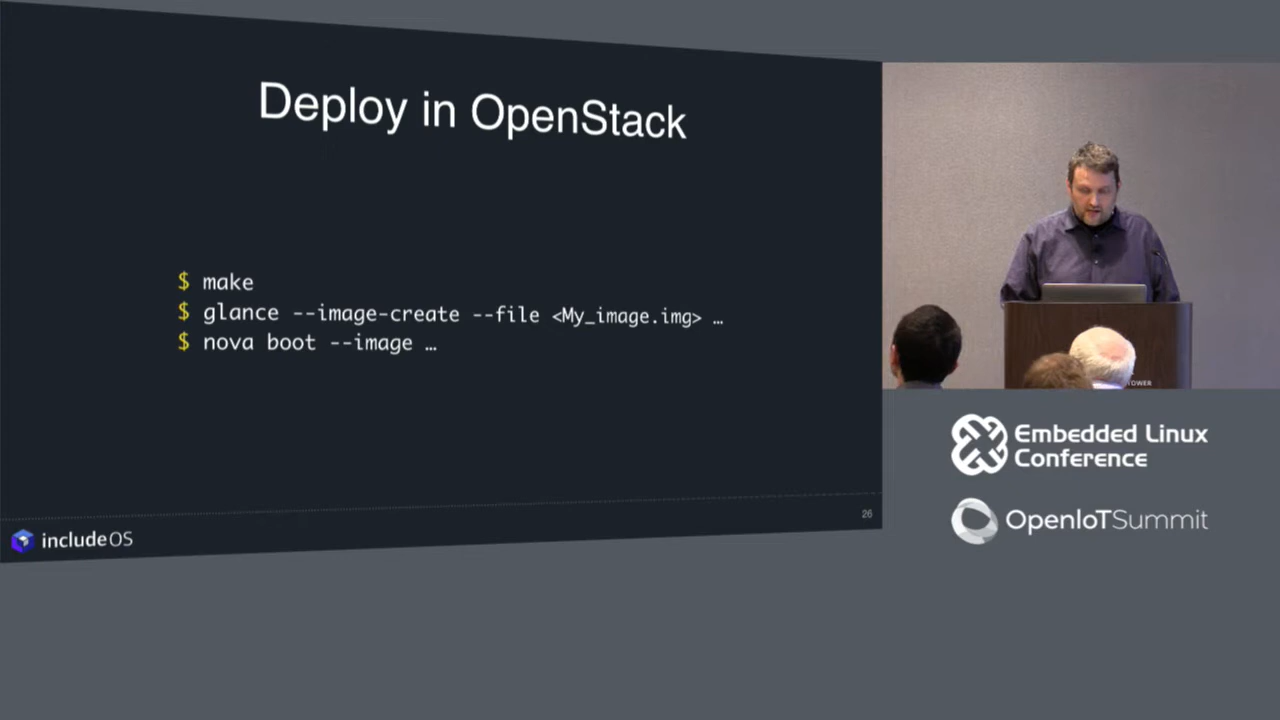 Deploy in OpenStack
$ make
$ glance --image-create --file <My_image.img> …
$ nova boot --image …
26
includeOS
TOWER
Embedded Linux
Conference
OpenIoTSummit